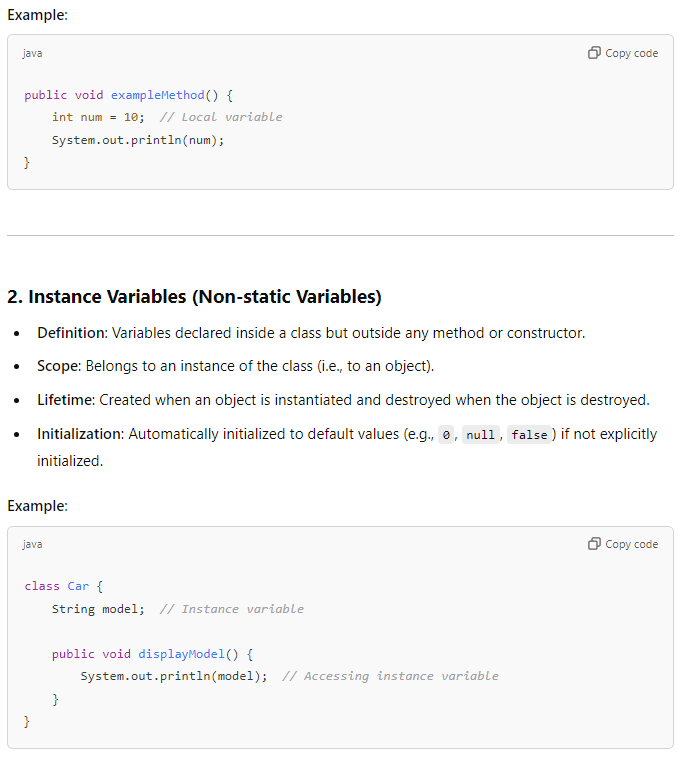 Example:
java
Copy code
public void exampleMethod() {
    int num = 10;  // Local variable
    System.out.println(num);
}
2. Instance Variables (Non-static Variables)
• Definition: Variables declared inside a class but outside any method or constructor.
• Scope: Belongs to an instance of the class (i.e., to an object).
• Lifetime: Created when an object is instantiated and destroyed when the object is destroyed.
• Initialization: Automatically initialized to default values (e.g., 0, null, false) if not explicitly
initialized.
Example:
java
Copy code
class Car {
    String model;  // Instance variable
    public void displayModel() {
        System.out.println(model);  // Accessing instance variable
    }
}